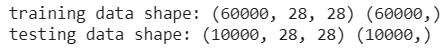 training data shape: (60000, 28, 28) (60000,)
testing data shape: (10000, 28, 28) (10000,)